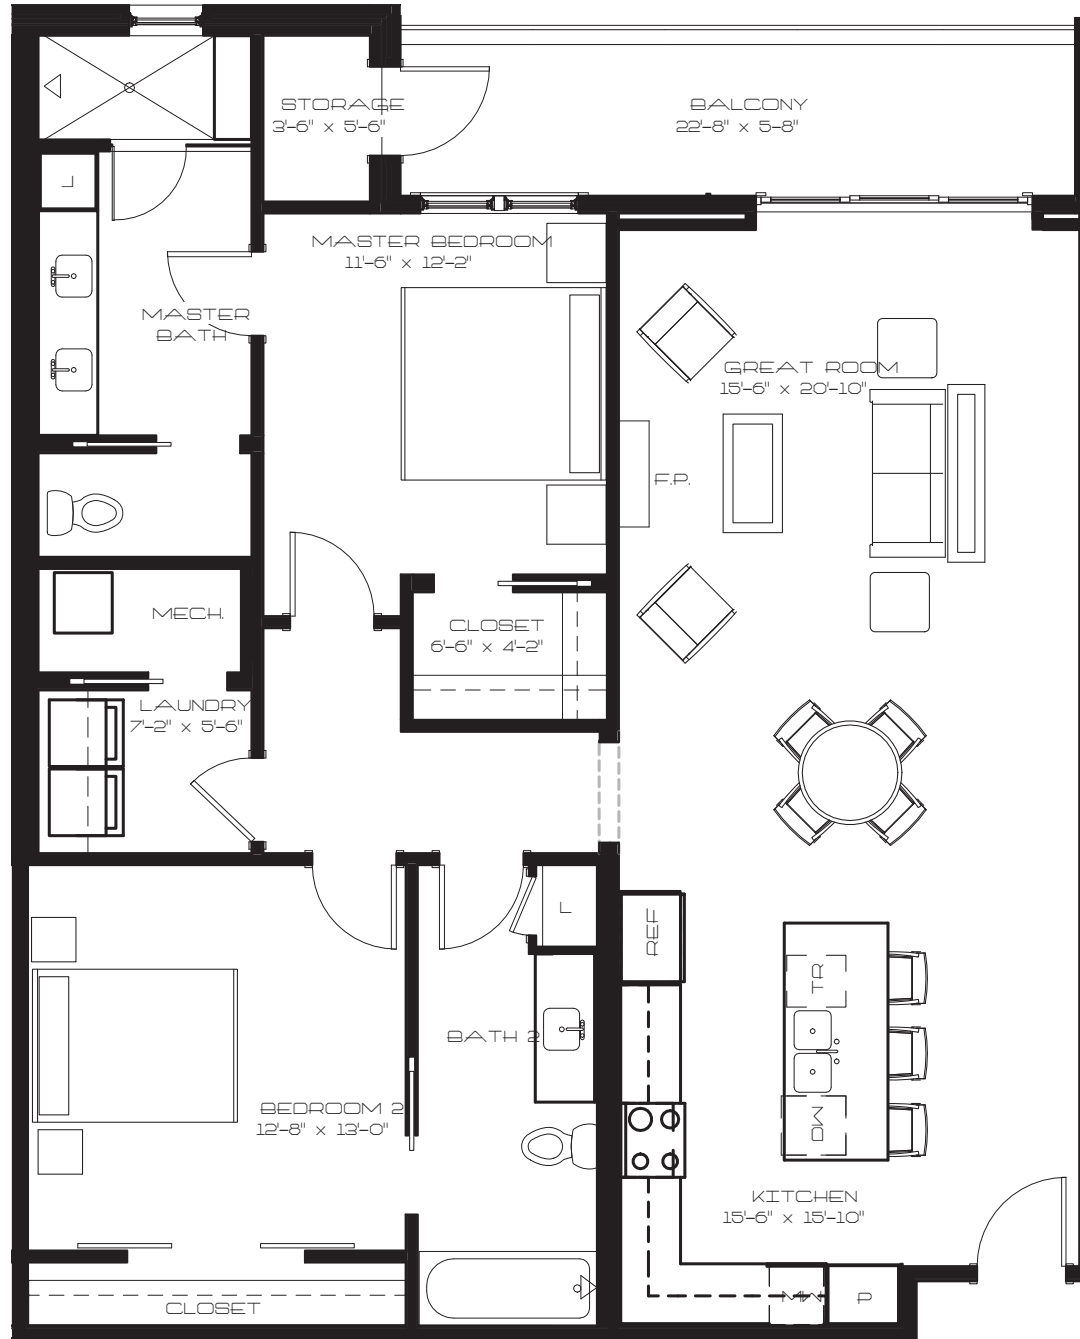 STORAGE
3'-6" x 5'-6"
BALCONY
22'-8" x 5-8"
L
MASTER BEDROOM
11'-6" x 12'-2"
MASTER
BATH
GREAT ROOM
15'-6" x 20'-10"
F.P.
MECH.
CLOSET
6'-6" x 4'-2"
LAUNDRY
7'-2" x 5'-6"
L
REF
TR
BATH 2
BEDROOM 2
12'-8" x 13'-0"
DW
KITCHEN
15'-6" x 15'-10"
MW
P
CLOSET